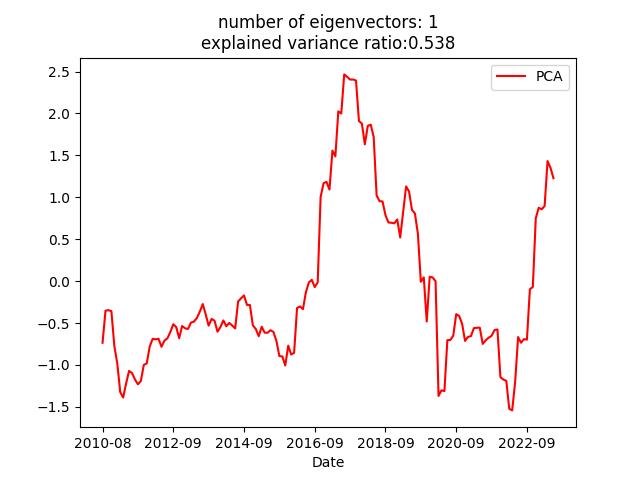 number of eigenvectors: 1
explained variance ratio:0.538
PCA
2.5
2.0
1.5
1.0
0.5
0.0
−0.5
−1.0
−1.5
2010-08 2012-09 2014-09 2016-09 2018-09 2020-09 2022-09
Date